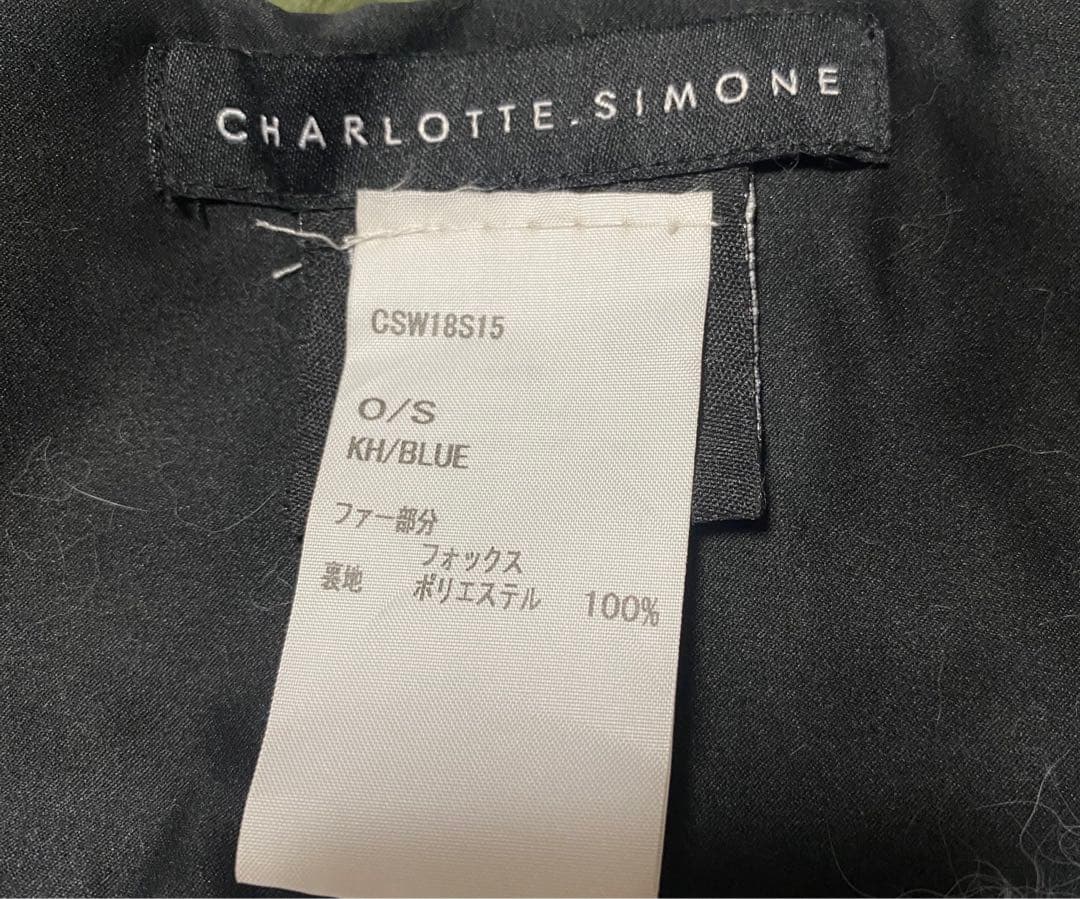 CHARLOTTE.SIMONE
CSW18S15
O/S
KH/BLUE
ファー部分
フォックス
裏地 ポリエステル 100%